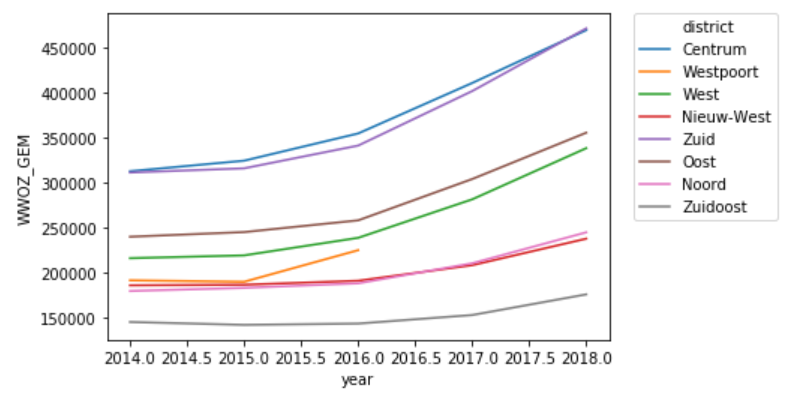 450000
400000
350000
300000
250000
200000
150000
WWOZ_GEM
2014.0 2014.5 2015.0 2015.5 2016.0 2016.5 2017.0 2017.5 2018.0
year
district
Centrum
Westpoort
West
Nieuw-West
Zuid
Oost
Noord
Zuidoost